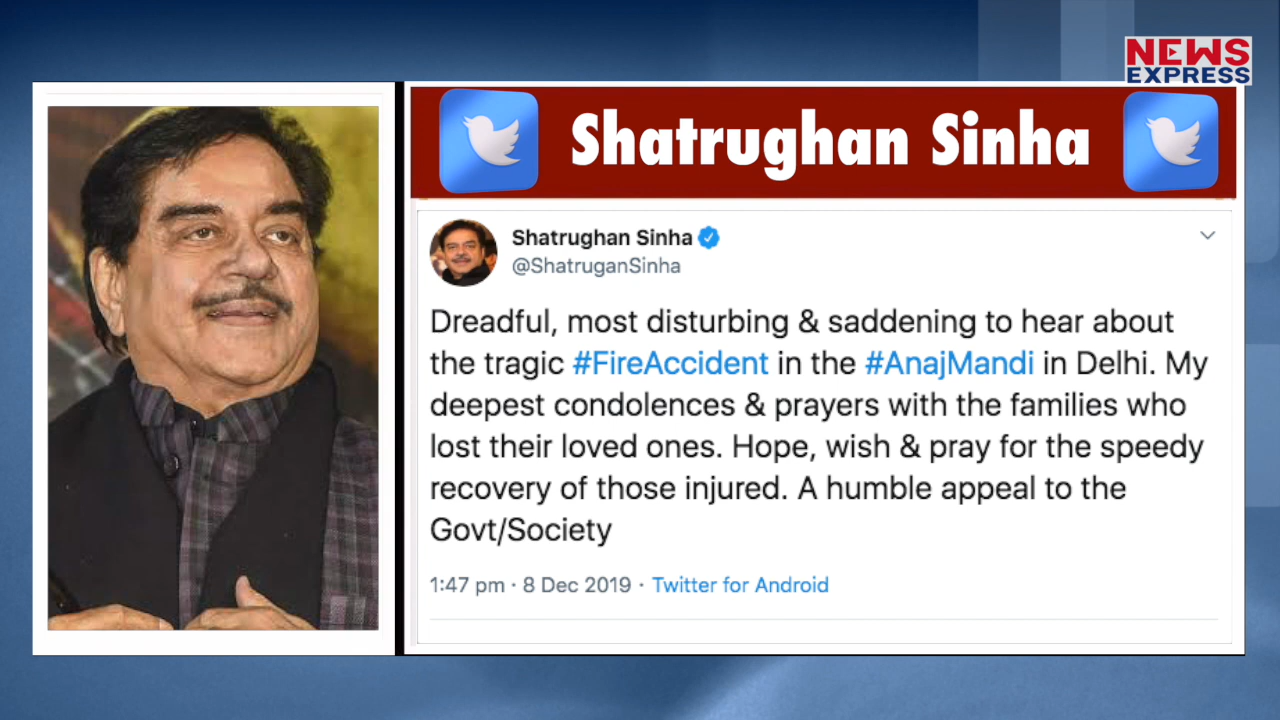 NEWS
EXPRESS
Shatrughan Sinha
Shatrughan Sinha
@ShatruganSinha
Dreadful, most disturbing & saddening to hear about
the tragic #FireAccident in the #AnajMandi in Delhi. My
deepest condolences & prayers with the families who
lost their loved ones. Hope, wish & pray for the speedy
recovery of those injured. A humble appeal to the
Govt/Society
1:47 pm · 8 Dec 2019 · Twitter for Android